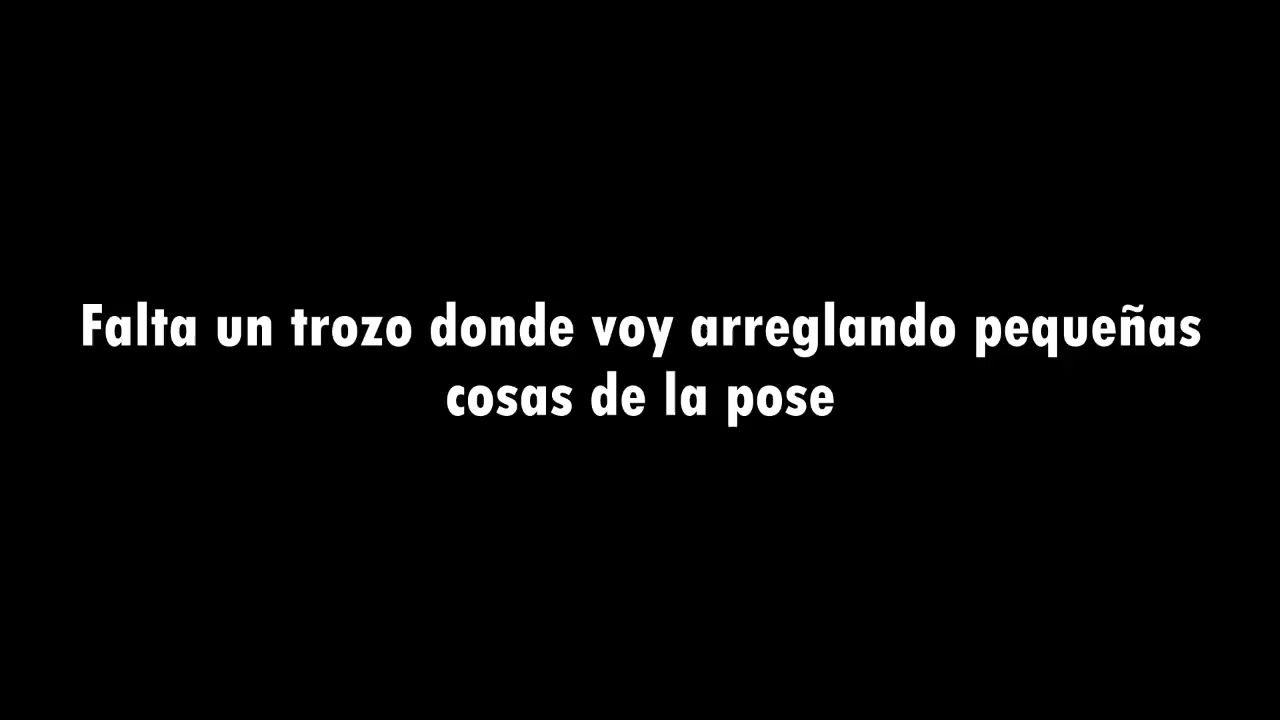 Falta un trozo donde voy arreglando pequeñas
cosas de la pose